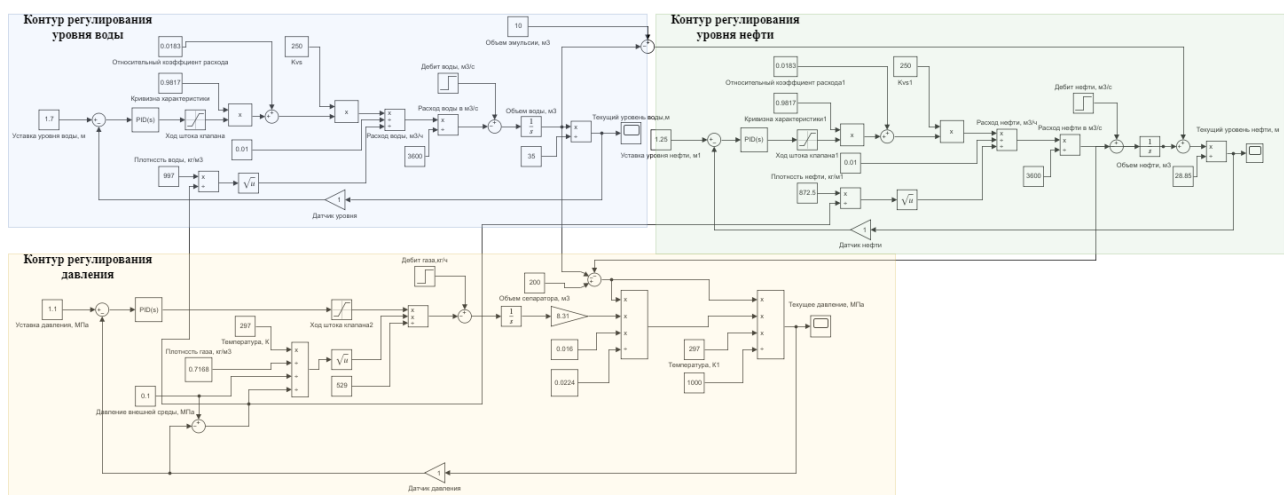 Контур регулирования
уровня воды
10
Объем эмульсии, м3
0.0183
Относительный коэффициент расхода
250
Kvs
Дебит воды, м3/с
0.9817
Кривизна характеристики
1.7
Уставка уровня воды, м
PID(s)
Ход штока клапана
x
x
x
÷
Расход воды, м3/ч
0.01
Расход воды в м3/с
x
÷
3600
Объем воды, м3
1
s
x
÷
35
Текущий уровень воды,м
Плотность воды, кг/м3
997
x
÷
√u
1
Датчик уровня
Контур регулирования
уровня нефти
0.0183
Относительный коэффциент расхода1
250
Kvs1
Дебит нефти, м3/с
0.9817
Кривизна характеристики1
1.25
Уставка уровня нефти, м1
PID(s)
Ход штока клапана1
x
x
Расход нефти, м3/ч
x
÷
0.01
Расход нефти в м3/с
x
÷
3600
1
s
Объем нефти, м3
Текущий уровень нефти, м
x
÷
28.85
Плотность нефти, кг/м1
872.5
x
÷
√u
1
Датчик нефти
Контур регулирования
давления
Дебит газа,кг/ч
1.1
Уставка давления, МПа
PID(s)
Ход штока клапана2
297
Температура, К
Плотность газа, кг/м3
0.7168
x
÷
√u
529
0.1
Давление внешней среды, МПа
x
÷
1
s
200
Объем сепаратора, м3
8.31
0.016
0.0224
x
x
x
÷
297
Температура, К1
1000
x
x
x
÷
Текущее давление, МПа
1
Датчик давления